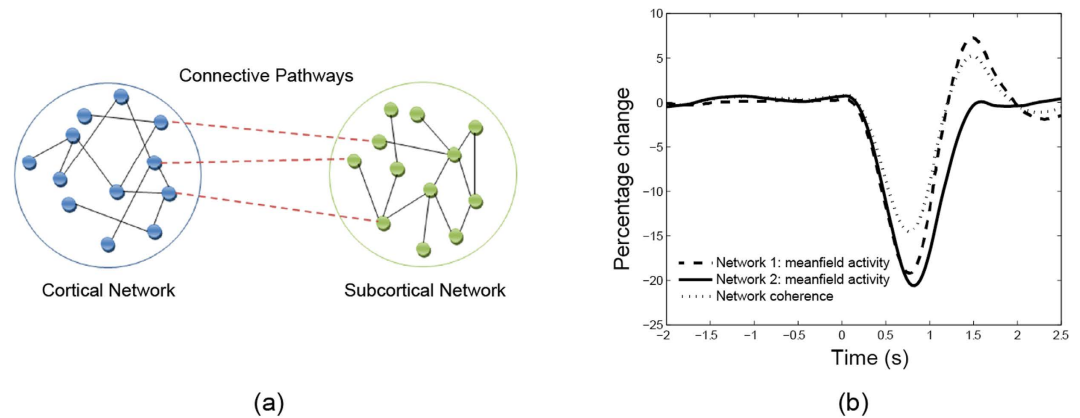 Connective Pathways
Cortical Network
Subcortical Network
(a)
10
5
0
−5
−10
−15
−20
−25
Percentage change
Network 1: meanfield activity
Network 2: meanfield activity
Network coherence
−2
−1.5
−1
−0.5
0
0.5
1
1.5
2
2.5
Time (s)
(b)